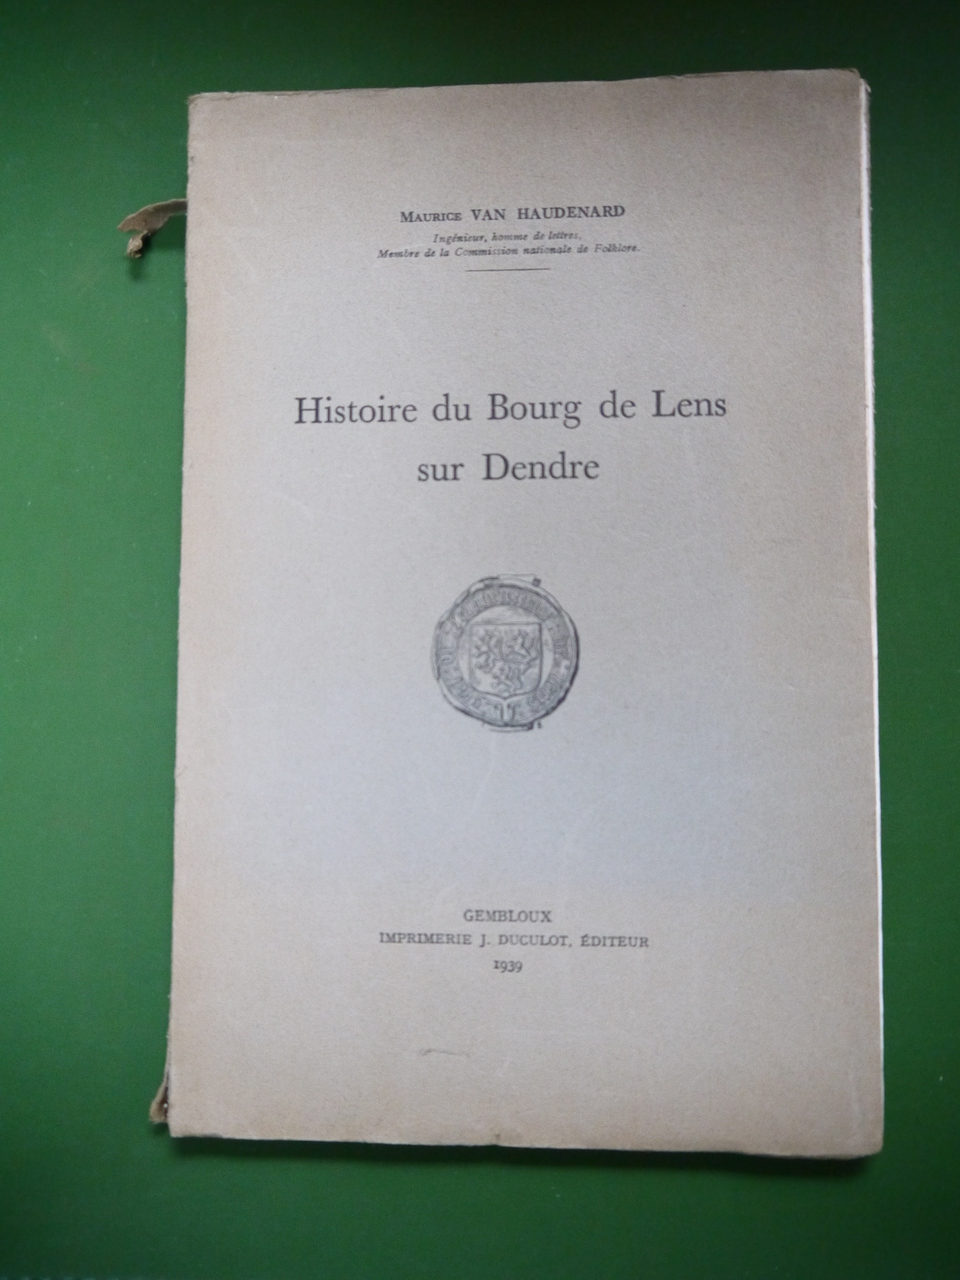 Maurice VAN HAUDENARD
Ingénieur, homme de lettres,
Membre de la Commission nationale de Folklore.
Histoire du Bourg de Lens
sur Dendre
GEMBLOUX
IMPRIMERIE J. DUCULOT, ÉDITEUR
1939